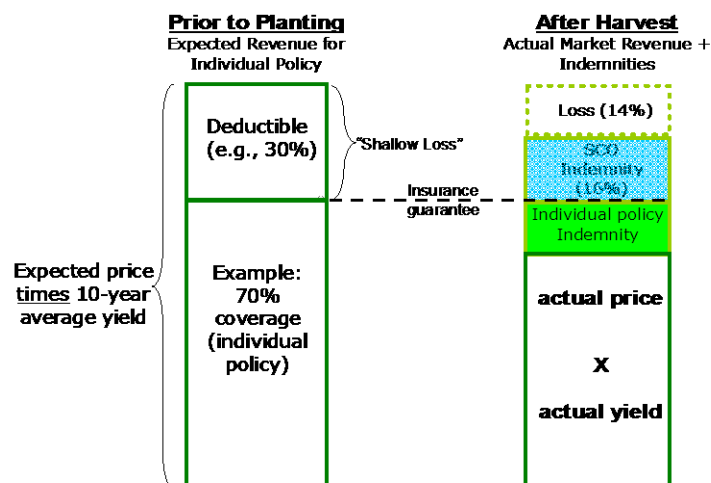 Prior to Planting
Expected Revenue for
Individual Policy
After Harvest
Actual Market Revenue +
Indemnities
Deductible
(e.g., 30%)
"Shallow Loss"
Loss (14%)
SCO
Indemnity
(16%)
Insurance
guarantee
Individual policy
Indemnity
Expected price
times 10-year
average yield
Example:
70%
coverage
(individual
policy)
actual price
X
actual yield